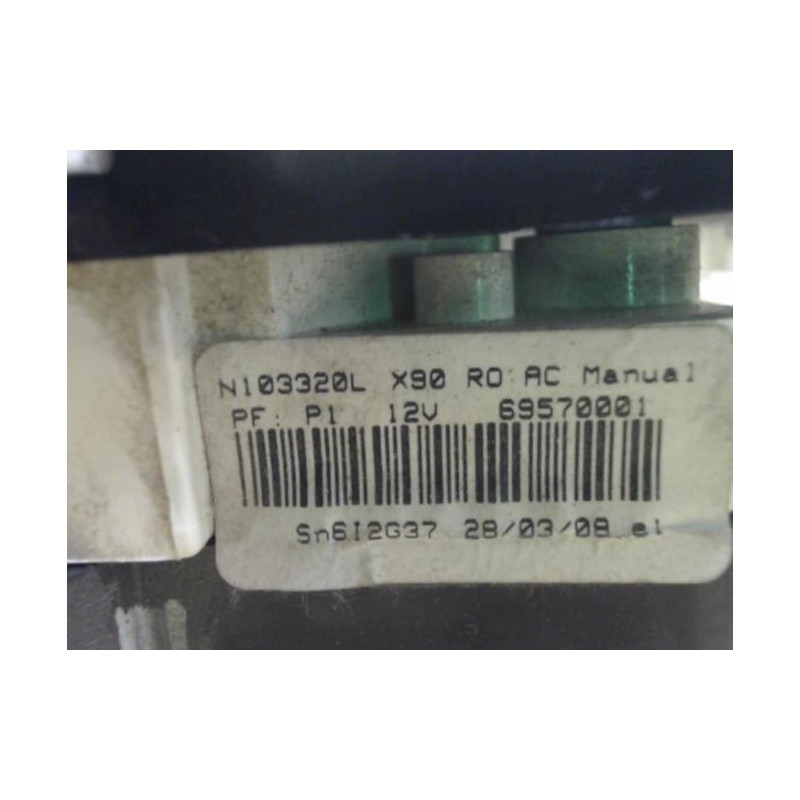 N103320L X90 RO AC Manual
PF: P1 12V 69570001
Sn6I2G37 28/03/08 el